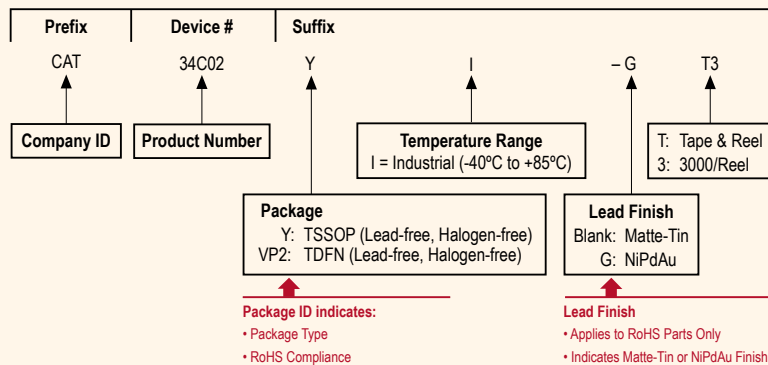 Prefix Device # Suffix
CAT 34C02 Y I – G T3
Company ID
Product Number
Temperature Range
I = Industrial (-40ºC to +85ºC)
T: Tape & Reel
3: 3000/Reel
Package
Y: TSSOP (Lead-free, Halogen-free)
VP2: TDFN (Lead-free, Halogen-free)
Lead Finish
Blank: Matte-Tin
G: NiPdAu
Package ID indicates:
• Package Type
• RoHS Compliance
Lead Finish
• Applies to RoHS Parts Only
• Indicates Matte-Tin or NiPdAu Finish